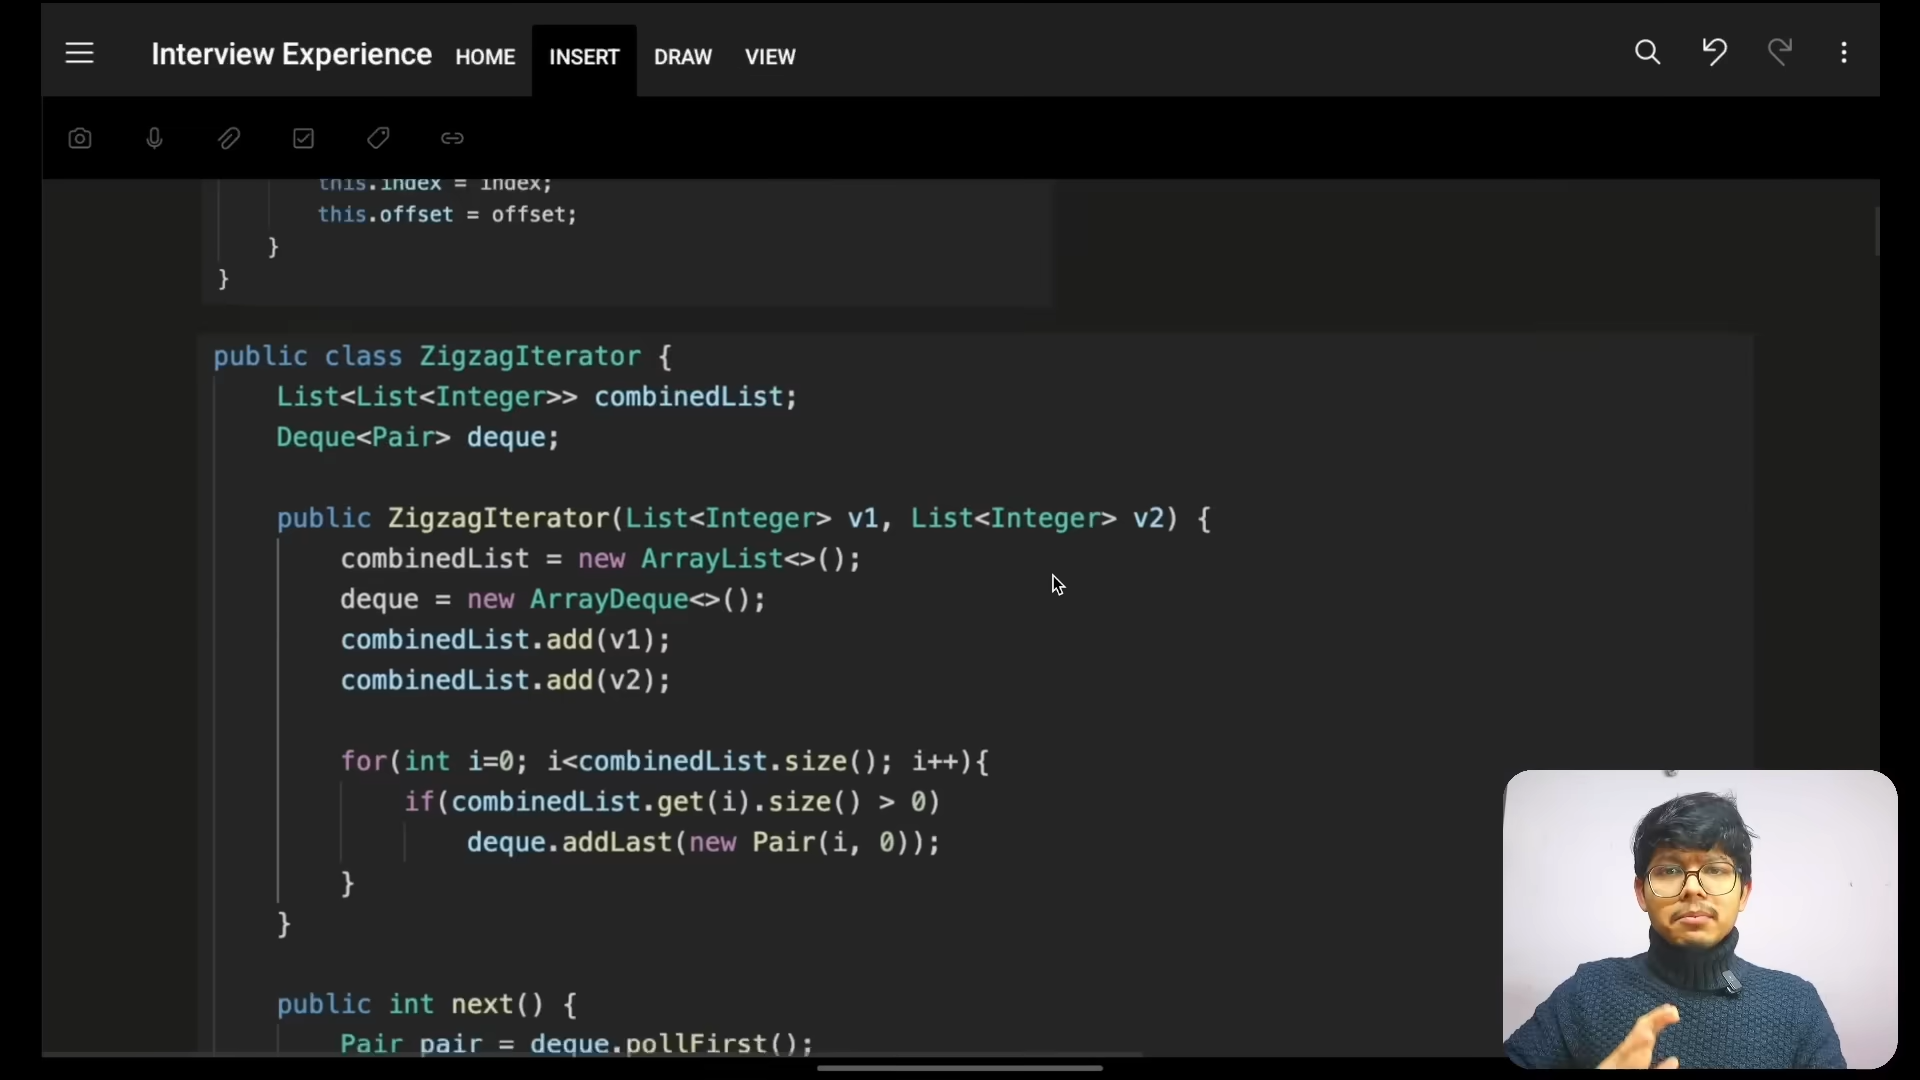 Interview Experience HOME INSERT DRAW VIEW
this.index = index;
this.offset = offset;
}
}
public class ZigzagIterator {
List<List<Integer>> combinedList;
Deque<Pair> deque;
public ZigzagIterator(List<Integer> v1, List<Integer> v2) {
combinedList = new ArrayList<>();
deque = new ArrayDeque<>();
combinedList.add(v1);
combinedList.add(v2);
for(int i=0; i<combinedList.size(); i++){
if(combinedList.get(i).size() > 0)
deque.addLast(new Pair(i, 0));
}
}
public int next() {
Pair pair = deque.pollFirst();